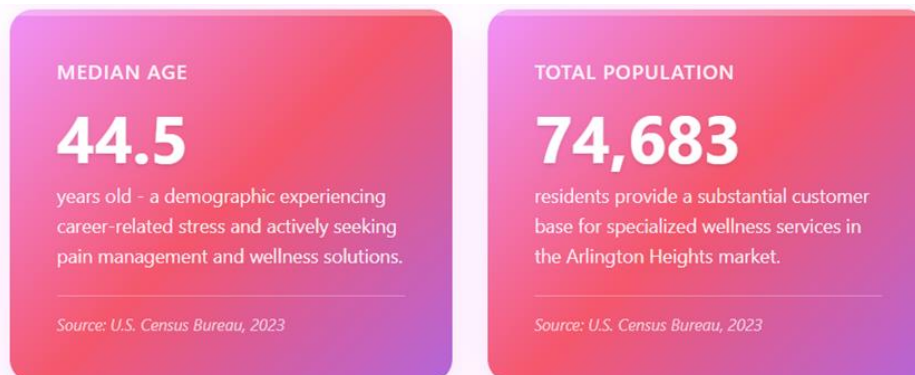 MEDIAN AGE
44.5
years old - a demographic experiencing
career-related stress and actively seeking
pain management and wellness solutions.
Source: U.S. Census Bureau, 2023
TOTAL POPULATION
74,683
residents provide a substantial customer
base for specialized wellness services in
the Arlington Heights market.
Source: U.S. Census Bureau, 2023